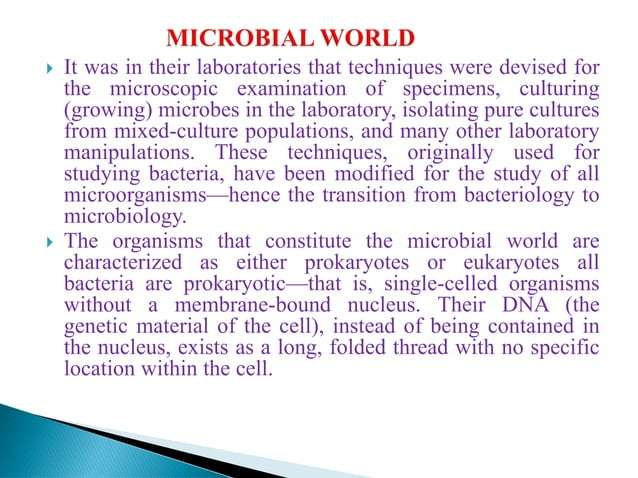 MICROBIAL WORLD
It was in their laboratories that techniques were devised for
the microscopic examination of specimens, culturing
(growing) microbes in the laboratory, isolating pure cultures
from mixed-culture populations, and many other laboratory
manipulations. These techniques, originally used for
studying bacteria, have been modified for the study of all
microorganisms—hence the transition from bacteriology to
microbiology.
The organisms that constitute the microbial world are
characterized as either prokaryotes or eukaryotes all
bacteria are prokaryotic—that is, single-celled organisms
without a membrane-bound nucleus. Their DNA (the
genetic material of the cell), instead of being contained in
the nucleus, exists as a long, folded thread with no specific
location within the cell.